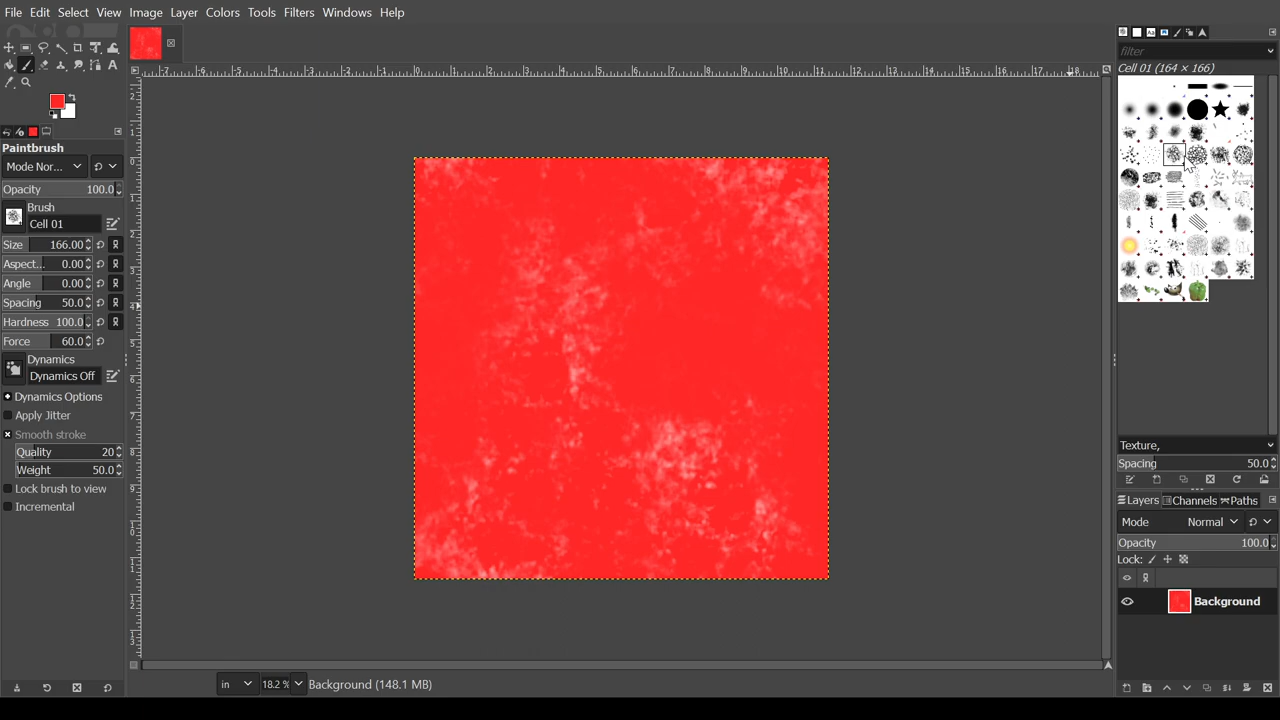 File Edit Select View Image Layer Colors Tools Filters Windows Help
filter
Cell 01 (164 × 166)
Paintbrush
Mode Nor...
Opacity 100.0
Brush
Cell 01
Size 166.00
Aspect... 0.00
Angle 0.00
Spacing 50.0
Hardness 100.0
Force 60.0
Dynamics
Dynamics Off
Dynamics Options
Apply Jitter
Smooth stroke
Quality 20
Weight 50.0
Lock brush to view
Incremental
Texture,
Spacing 50.0
Layers Channels Paths
Mode Normal
Opacity 100.0
Lock:
Background
in 18.2 % Background (148.1 MB)